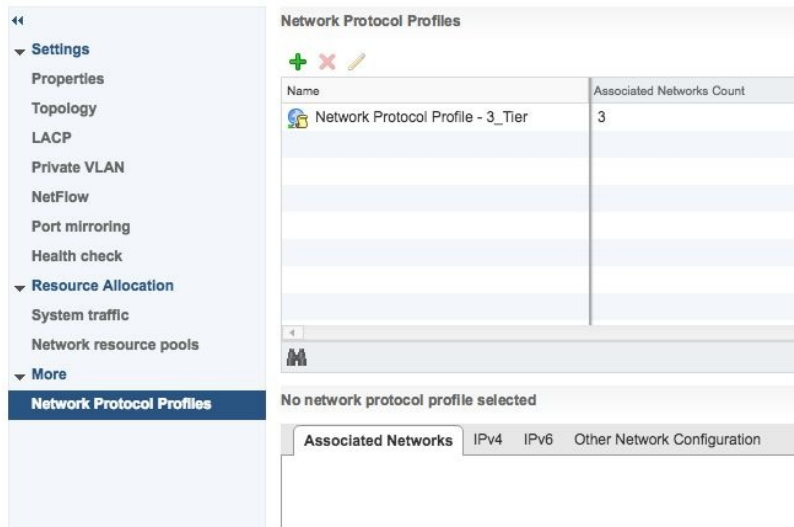 Settings
Properties
Topology
LACP
Private VLAN
NetFlow
Port mirroring
Health check
Resource Allocation
System traffic
Network resource pools
More
Network Protocol Profiles
Network Protocol Profiles
Name
Associated Networks Count
Network Protocol Profile - 3_Tier
3
No network protocol profile selected
Associated Networks
IPv4
IPv6
Other Network Configuration